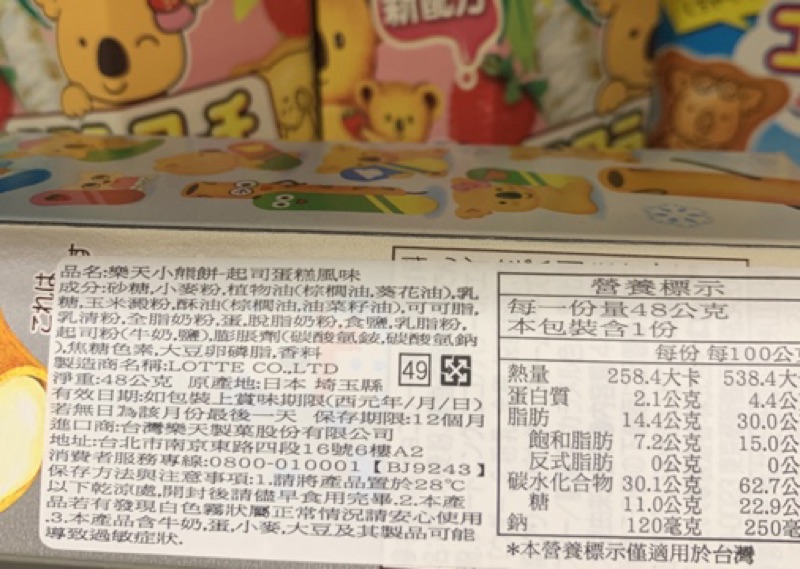 新配方
コーチ
これは
品名:樂天小熊餅-起司蛋糕風味
成分:砂糖,小麥粉,植物油(棕櫚油,葵花油),乳
糖,玉米澱粉,酥油(棕櫚油,油菜籽油),可可脂,
乳清粉,全脂奶粉,蛋,脫脂奶粉,食鹽,乳脂粉,
起司粉(牛奶,鹽),膨脹劑(碳酸氫銨,碳酸氫鈉
),焦糖色素,大豆卵磷脂,香料
製造商名稱:LOTTE CO.,LTD
49
淨重:48公克 原產地:日本 埼玉縣
有效日期:如包裝上賞味期限(西元年/月/日)
若無日為該月份最後一天 保存期限:12個月
進口商:台灣樂天製菓股份有限公司
地址:台北市南京東路四段16號6樓A2
消費者服務專線:0800-010001【BJ9243】
保存方法與注意事項:1.請將產品置於28℃
以下乾涼處,開封後請儘早食用完畢.2.本產
品若有發現白色霧狀屬正常情況請安心使用
.3.本產品含牛奶,蛋,小麥,大豆及其製品可能
導致過敏症狀.
營養標示
每一份量48公克
本包裝含1份
每份 每100公
熱量 258.4大卡 538.4大
蛋白質 2.1公克 4.4公
脂肪 14.4公克 30.0公
飽和脂肪 7.2公克 15.0公
反式脂肪 0公克 0公
碳水化合物 30.1公克 62.7公
糖 11.0公克 22.9公
鈉 120毫克 250毫
*本營養標示僅適用於台灣